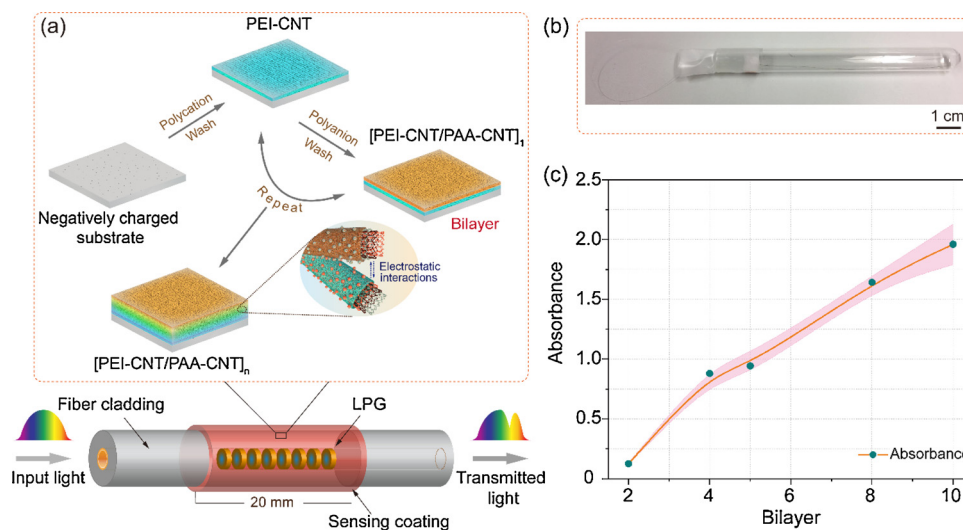 (a)
PEI-CNT
Polycation
Wash
Polyanion
Wash
[PEI-CNT/PAA-CNT]1
Negatively charged
substrate
Repeat
Bilayer
Electrostatic
interactions
[PEI-CNT/PAA-CNT]n
Fiber cladding
LPG
Input light
Transmitted
light
20 mm
Sensing coating
(b)
1 cm
(c)
2.5
2.0
1.5
1.0
0.5
0
Absorbance
Absorbance
2
4
6
8
10
Bilayer